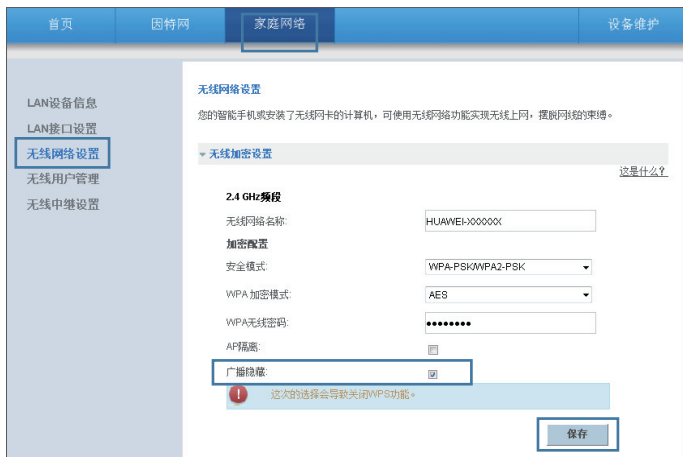 首页 因特网 家庭网络 设备维护
LAN设备信息
LAN接口设置
无线网络设置
无线用户管理
无线中继设置
无线网络设置
您的智能手机或安装了无线网卡的计算机，可使用无线网络功能实现无线上网，摆脱网线的束缚。
无线加密设置
这是什么?
2.4 GHz频段
无线网络名称: HUAWEI-XXXXXX
加密配置
安全模式: WPA-PSK/WPA2-PSK
WPA 加密模式: AES
WPA无线密码: ●●●●●●●●
AP隔离:
广播隐藏:
这次的选择会导致关闭WPS功能。
保存